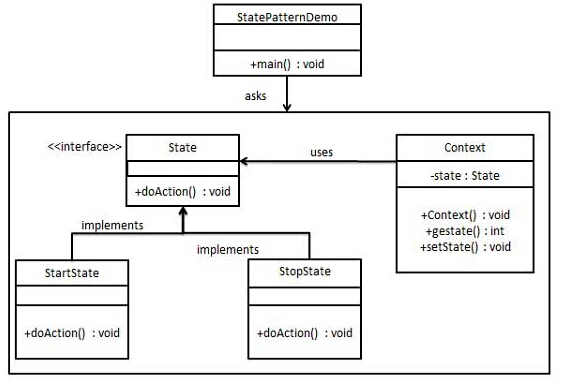 StatePatternDemo
+main() : void
asks
<<interface>>
State
+doAction() : void
uses
Context
-state : State
+Context() : void
+gestate() : int
+setState() : void
implements
implements
StartState
+doAction() : void
StopState
+doAction() : void